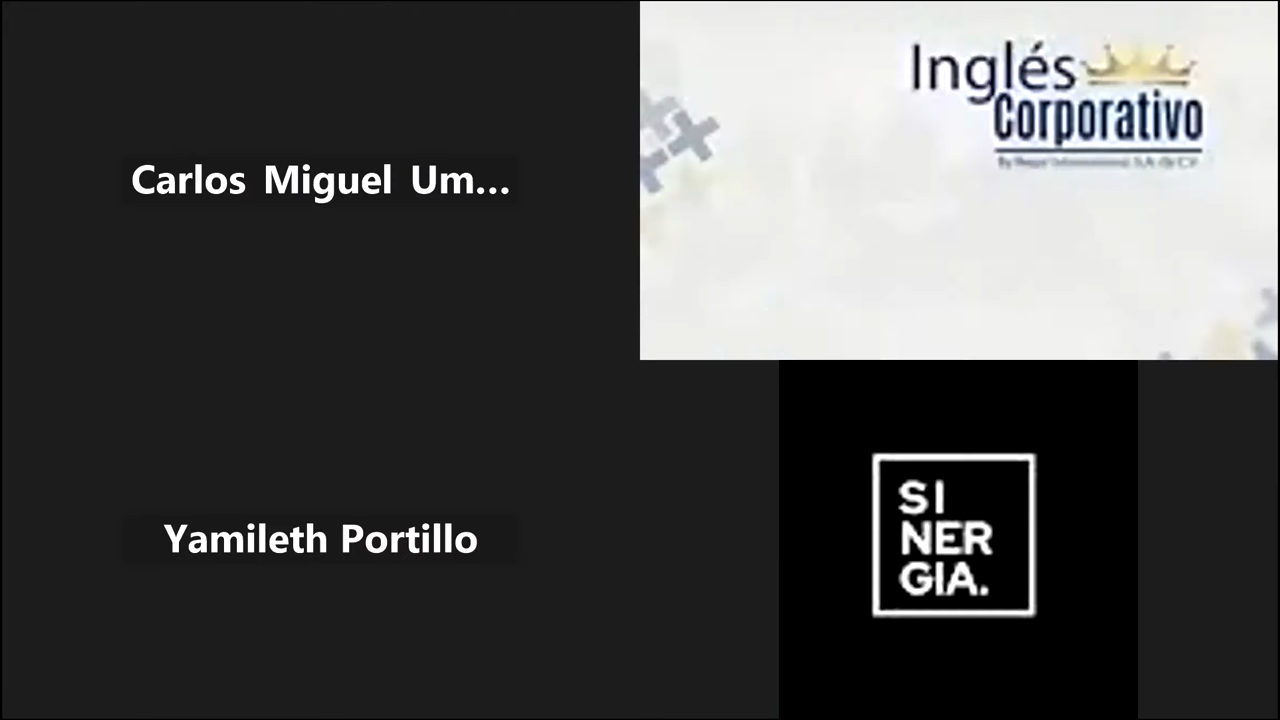 Carlos Miguel Um...
Inglés
Corporativo
Yamileth Portillo
SI
NER
GIA.